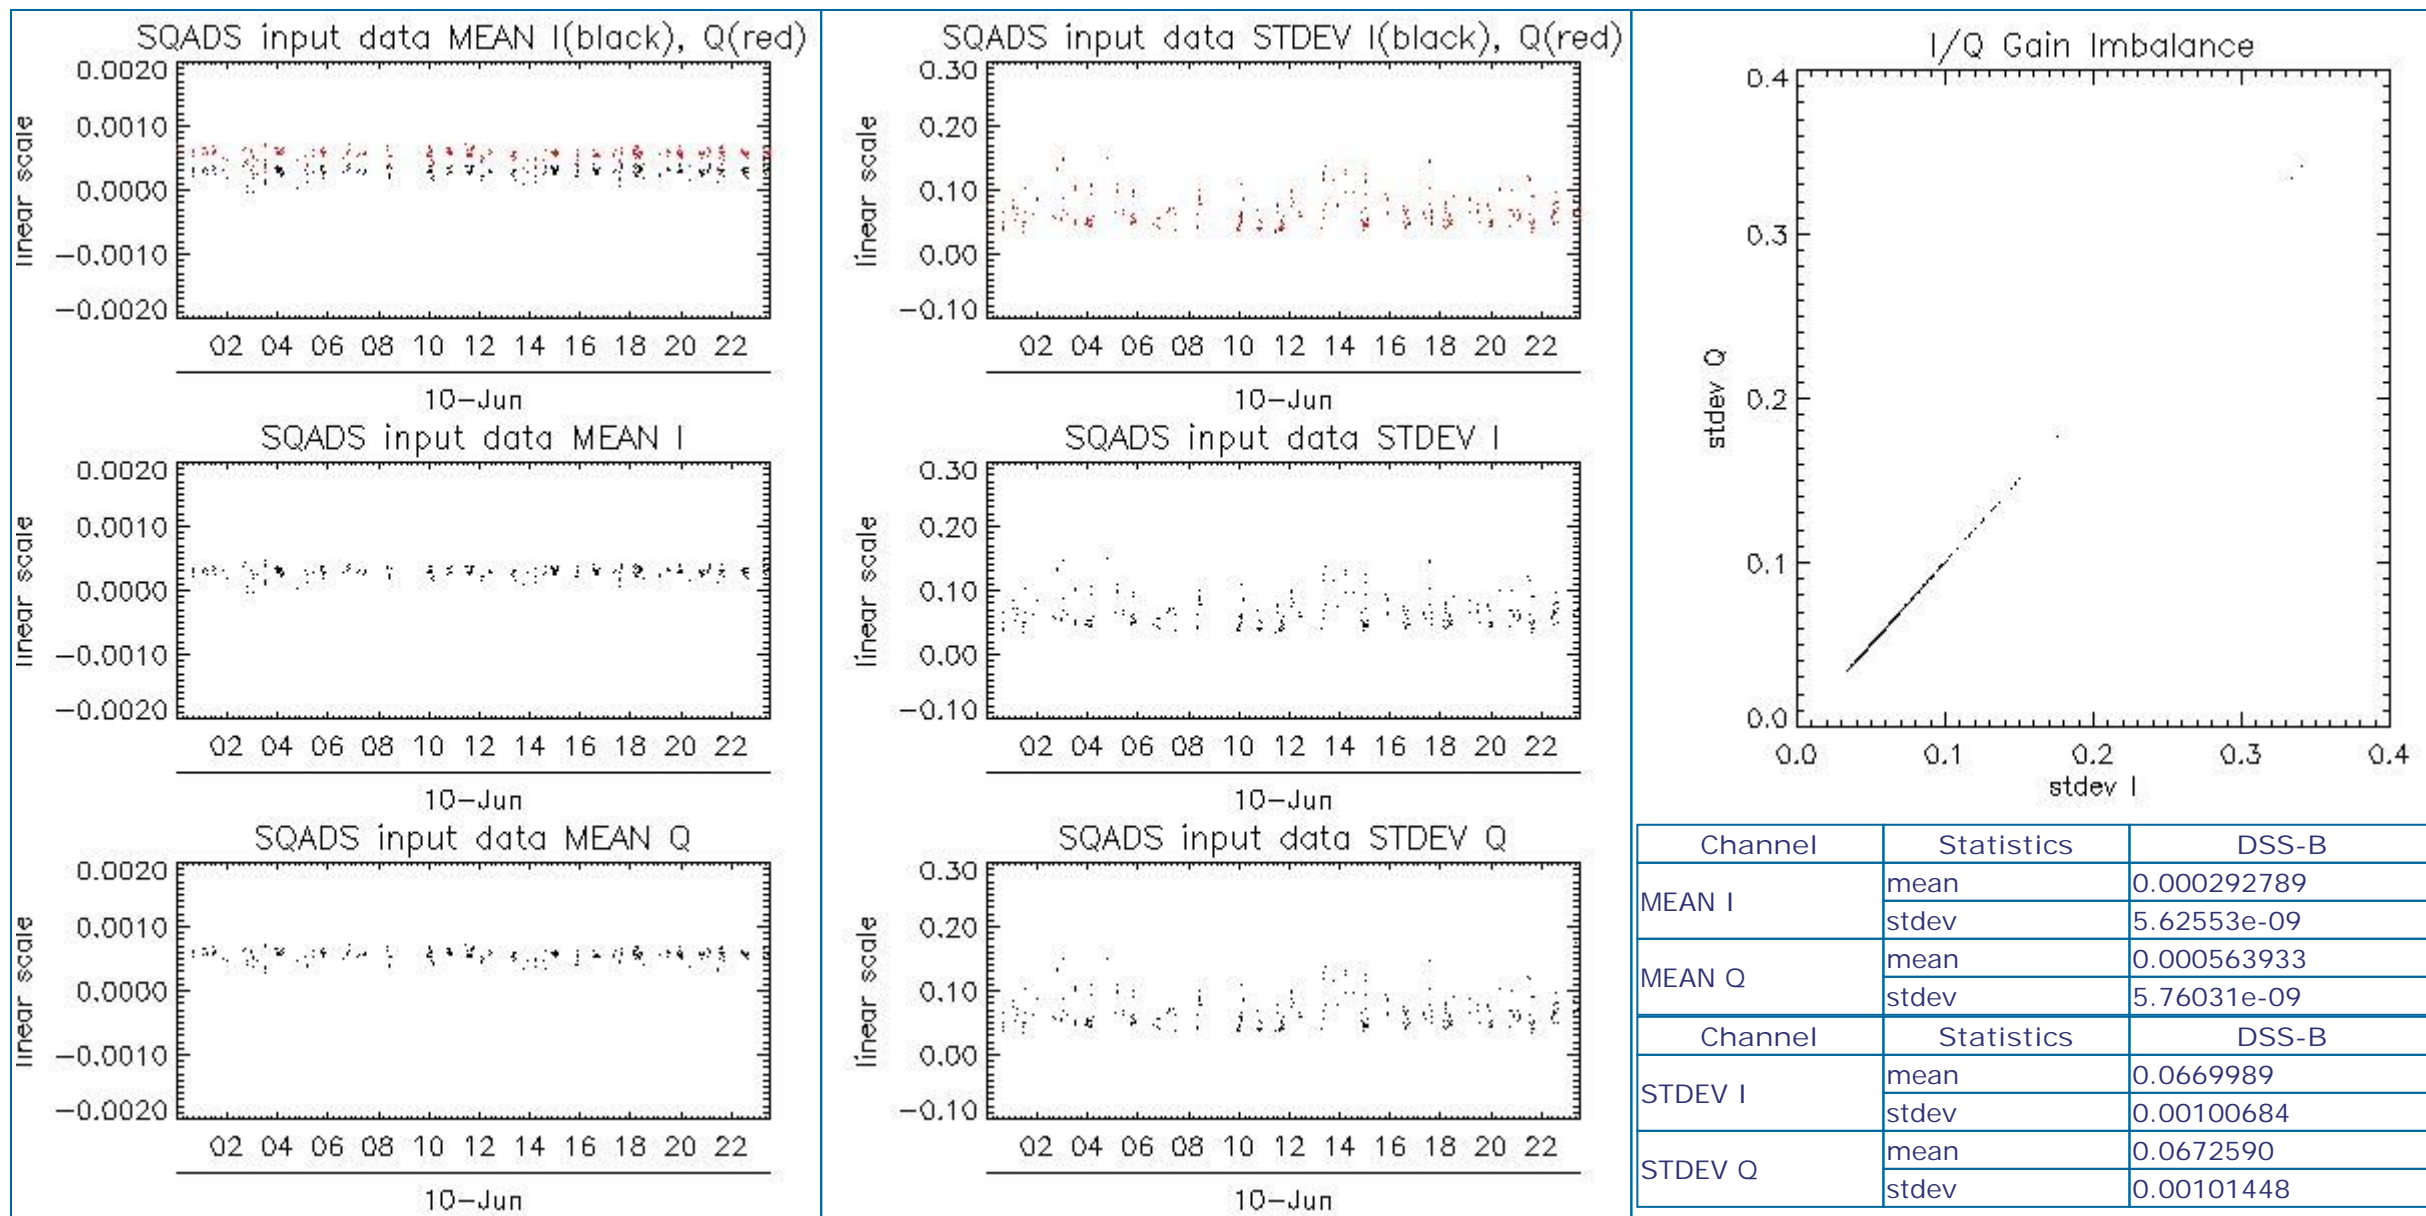 SQADS input data MEAN I(black), Q(red)
0.0020
0.0010
0.0000
−0.0010
−0.0020
linear scale
02 04 06 08 10 12 14 16 18 20 22
10−Jun
SQADS input data MEAN I
0.0020
0.0010
0.0000
−0.0010
−0.0020
linear scale
02 04 06 08 10 12 14 16 18 20 22
10−Jun
SQADS input data MEAN Q
0.0020
0.0010
0.0000
−0.0010
−0.0020
linear scale
02 04 06 08 10 12 14 16 18 20 22
10−Jun
SQADS input data STDEV I(black), Q(red)
0.30
0.20
0.10
0.00
−0.10
linear scale
02 04 06 08 10 12 14 16 18 20 22
10−Jun
SQADS input data STDEV I
0.30
0.20
0.10
0.00
−0.10
linear scale
02 04 06 08 10 12 14 16 18 20 22
10−Jun
SQADS input data STDEV Q
0.30
0.20
0.10
0.00
−0.10
linear scale
02 04 06 08 10 12 14 16 18 20 22
10−Jun
I/Q Gain Imbalance
0.4
0.3
0.2
0.1
0.0
stdev Q
0.0 0.1 0.2 0.3 0.4
stdev I
Channel Statistics DSS-B
MEAN I
mean 0.000292789
stdev 5.62553e-09
MEAN Q
mean 0.000563933
stdev 5.76031e-09
Channel Statistics DSS-B
STDEV I
mean 0.0669989
stdev 0.00100684
STDEV Q
mean 0.0672590
stdev 0.00101448